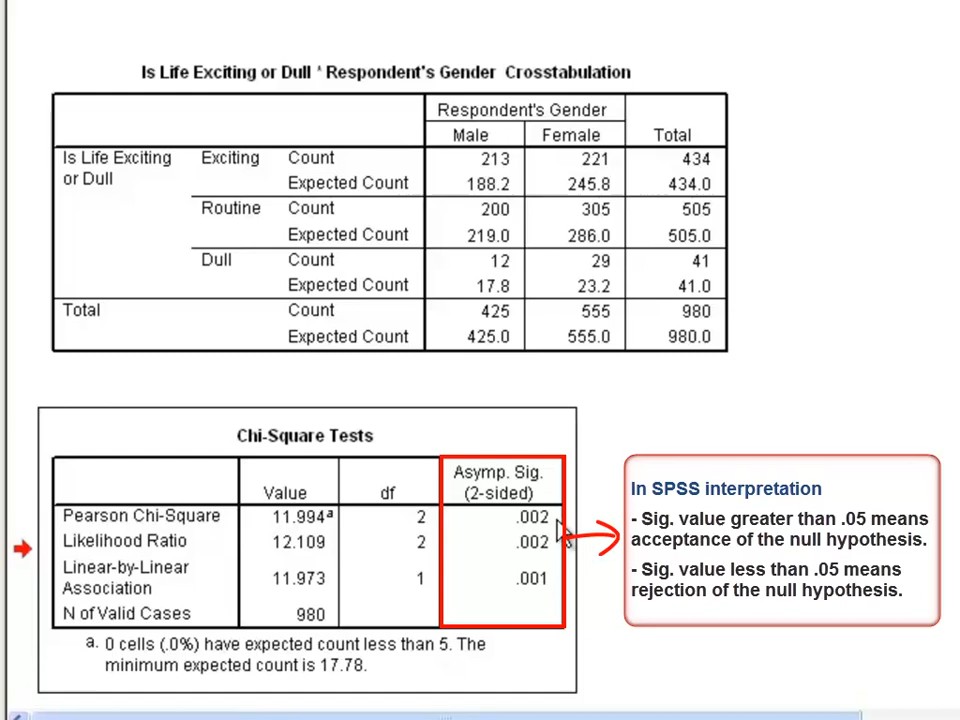 Is Life Exciting or Dull * Respondent's Gender Crosstabulation
Respondent's Gender
Male Female Total
Is Life Exciting or Dull Exciting Count 213 221 434
Expected Count 188.2 245.8 434.0
Routine Count 200 305 505
Expected Count 219.0 286.0 505.0
Dull Count 12 29 41
Expected Count 17.8 23.2 41.0
Total Count 425 555 980
Expected Count 425.0 555.0 980.0
Chi-Square Tests
Value df Asymp. Sig. (2-sided)
Pearson Chi-Square 11.994a 2 .002
Likelihood Ratio 12.109 2 .002
Linear-by-Linear Association 11.973 1 .001
N of Valid Cases 980
a. 0 cells (.0%) have expected count less than 5. The
minimum expected count is 17.78.
In SPSS interpretation
- Sig. value greater than .05 means
acceptance of the null hypothesis.
- Sig. value less than .05 means
rejection of the null hypothesis.